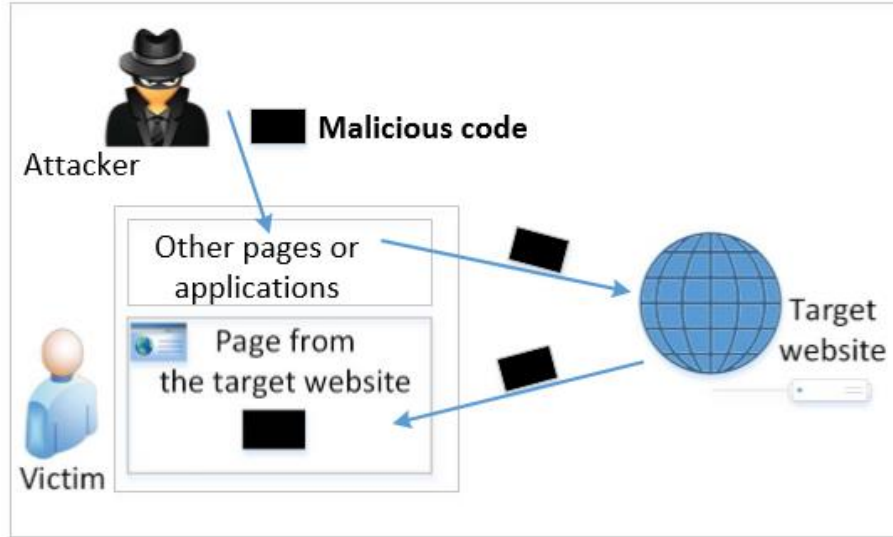 Malicious code
Attacker
Other pages or
applications
Page from
the target website
Target
website
Victim